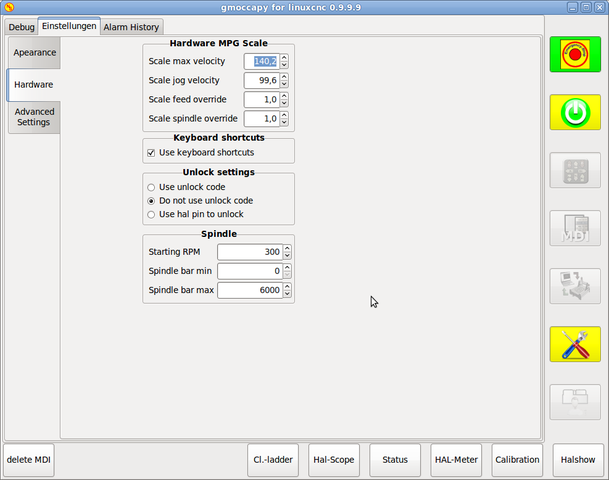 gmoccapy for linuxcnc 0.9.9.9
Debug Einstellungen Alarm History
Apearance
Hardware
Advanced
Settings
Hardware MPG Scale
Scale max velocity 140,2
Scale jog velocity 99,6
Scale feed override 1,0
Scale spindle override 1,0
Keyboard shortcuts
Use keyboard shortcuts
Unlock settings
Use unlock code
Do not use unlock code
Use hal pin to unlock
Spindle
Starting RPM 300
Spindle bar min 0
Spindle bar max 6000
MDI
delete MDI Cl.-ladder Hal-Scope Status HAL-Meter Calibration Halshow